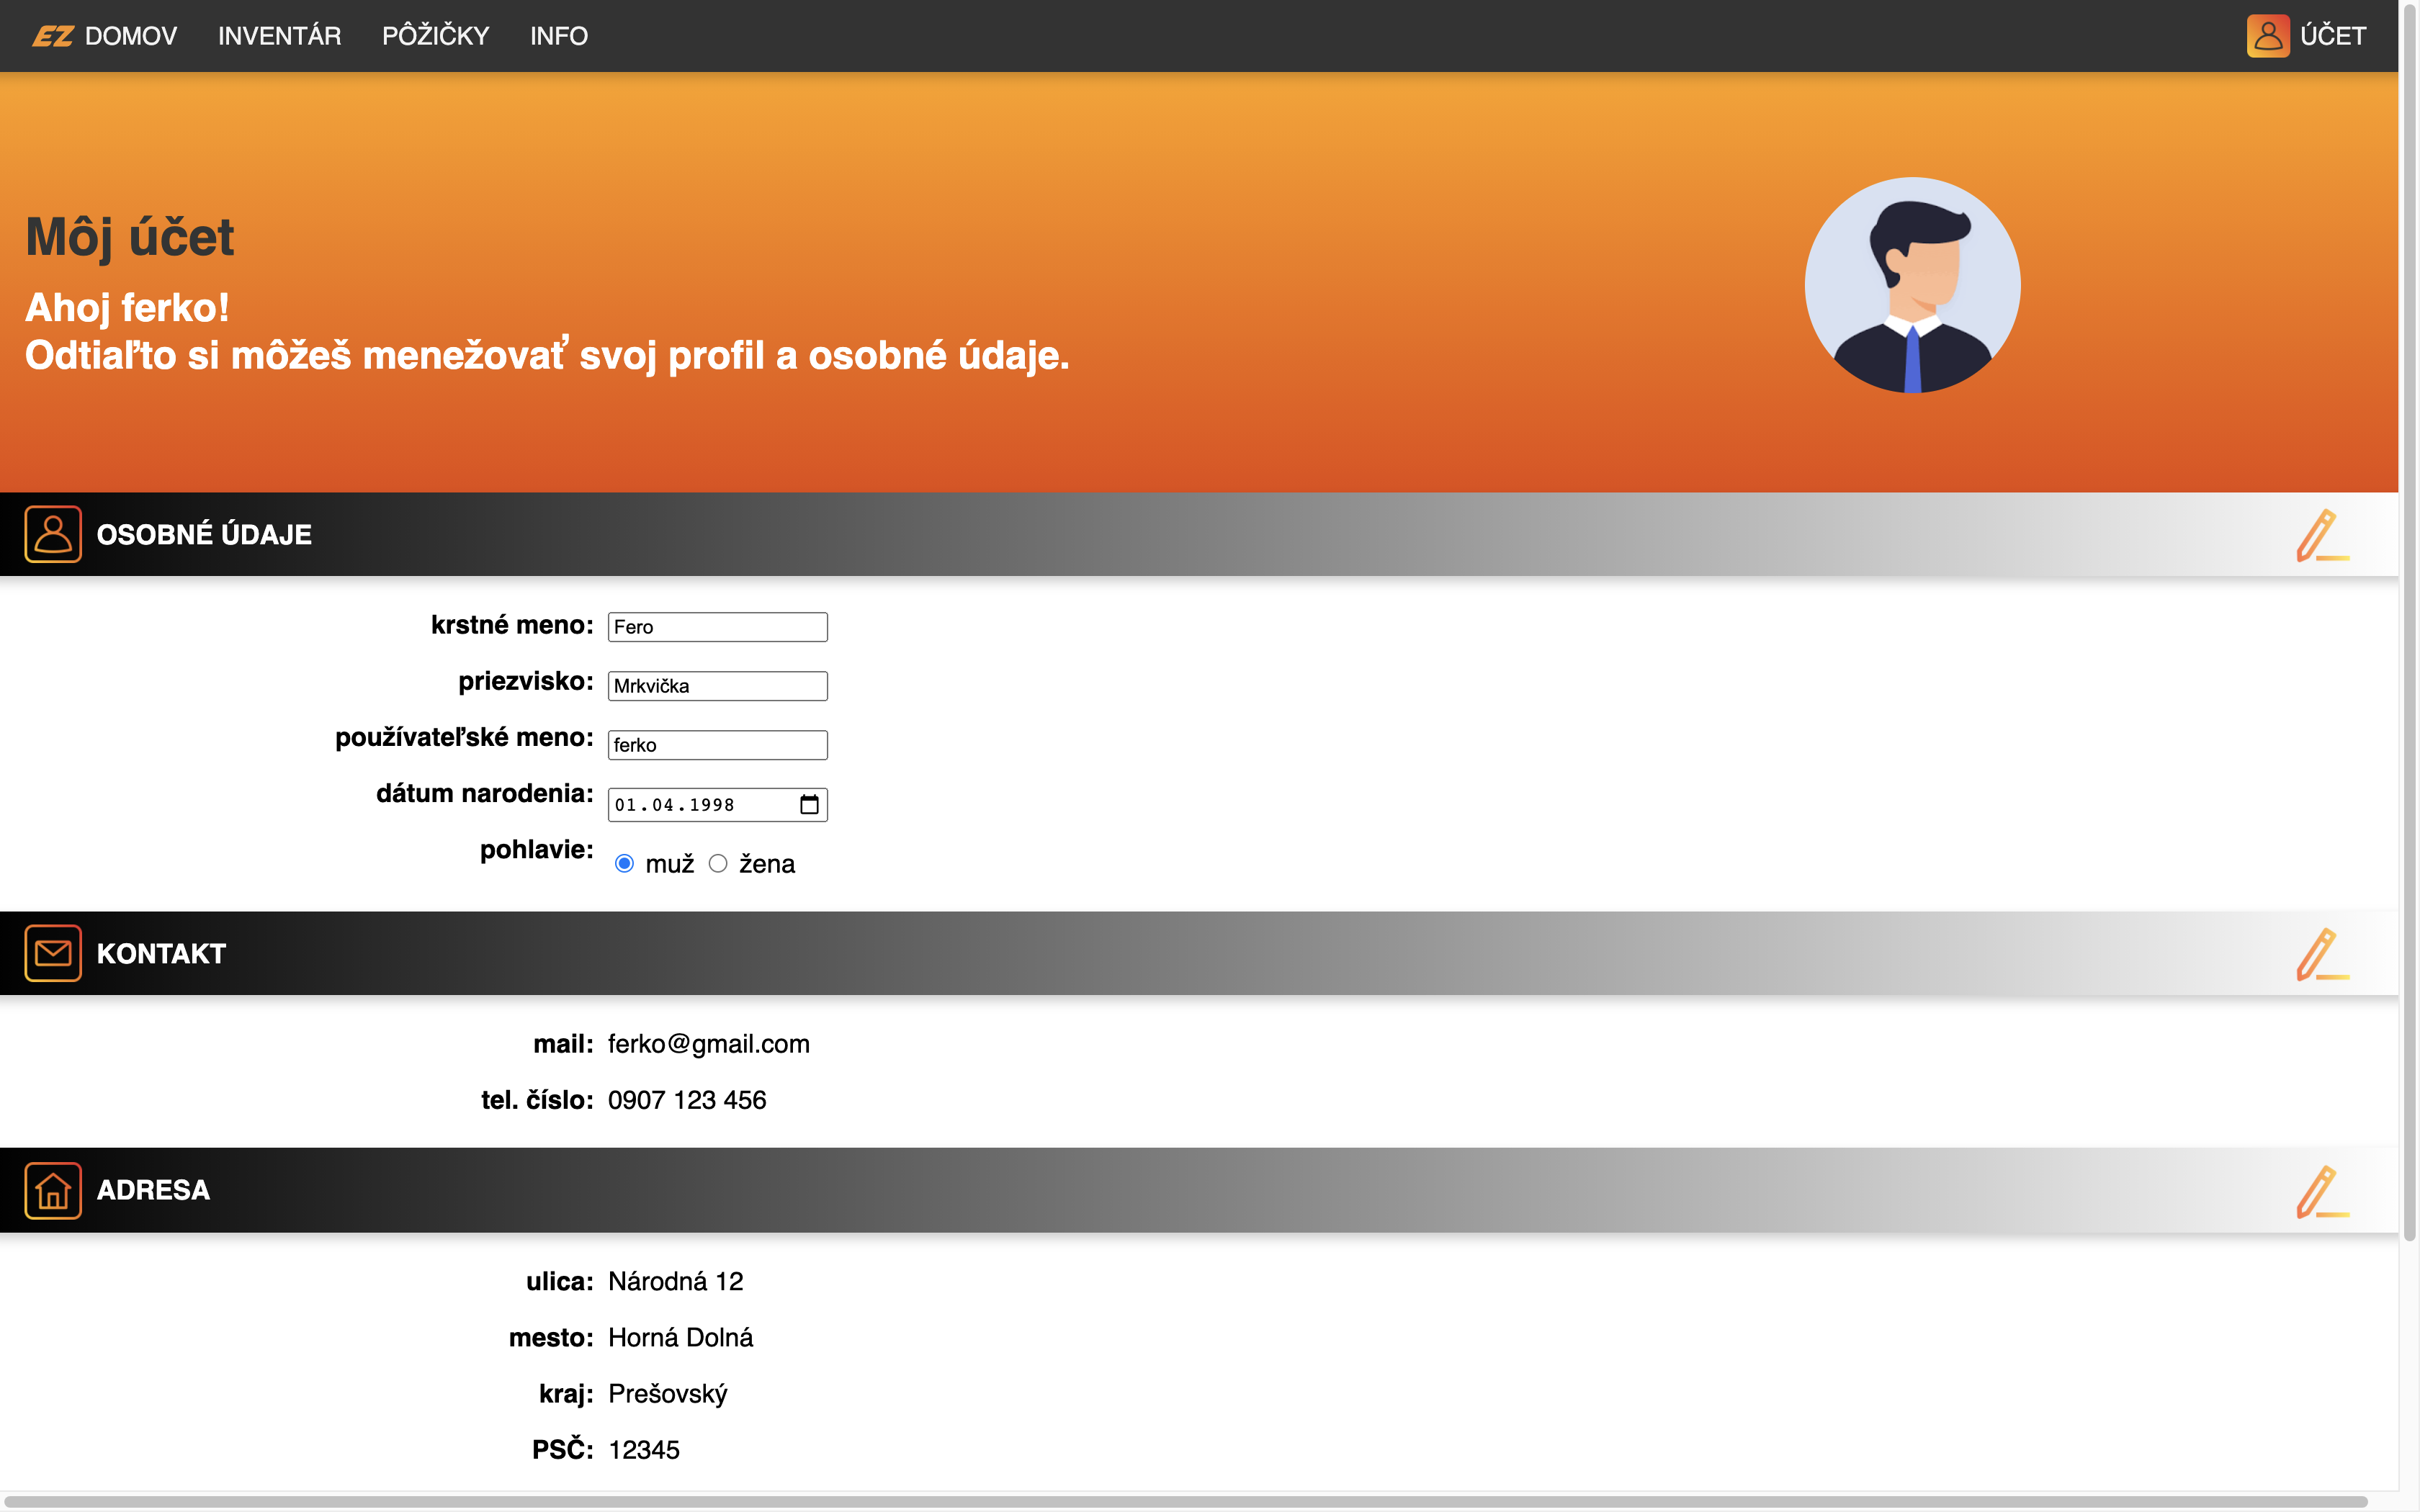 EZ DOMOV INVENTÁR PÔŽIČKY INFO ÚČET
Môj účet
Ahoj ferko!
Odtiaľto si môžeš menežovať svoj profil a osobné údaje.
OSOBNÉ ÚDAJE
krstné meno: Fero
priezvisko: Mrkvička
používateľské meno: ferko
dátum narodenia: 01.04.1998
pohlavie: muž žena
KONTAKT
mail: ferko@gmail.com
tel. číslo: 0907 123 456
ADRESA
ulica: Národná 12
mesto: Horná Dolná
kraj: Prešovský
PSČ: 12345